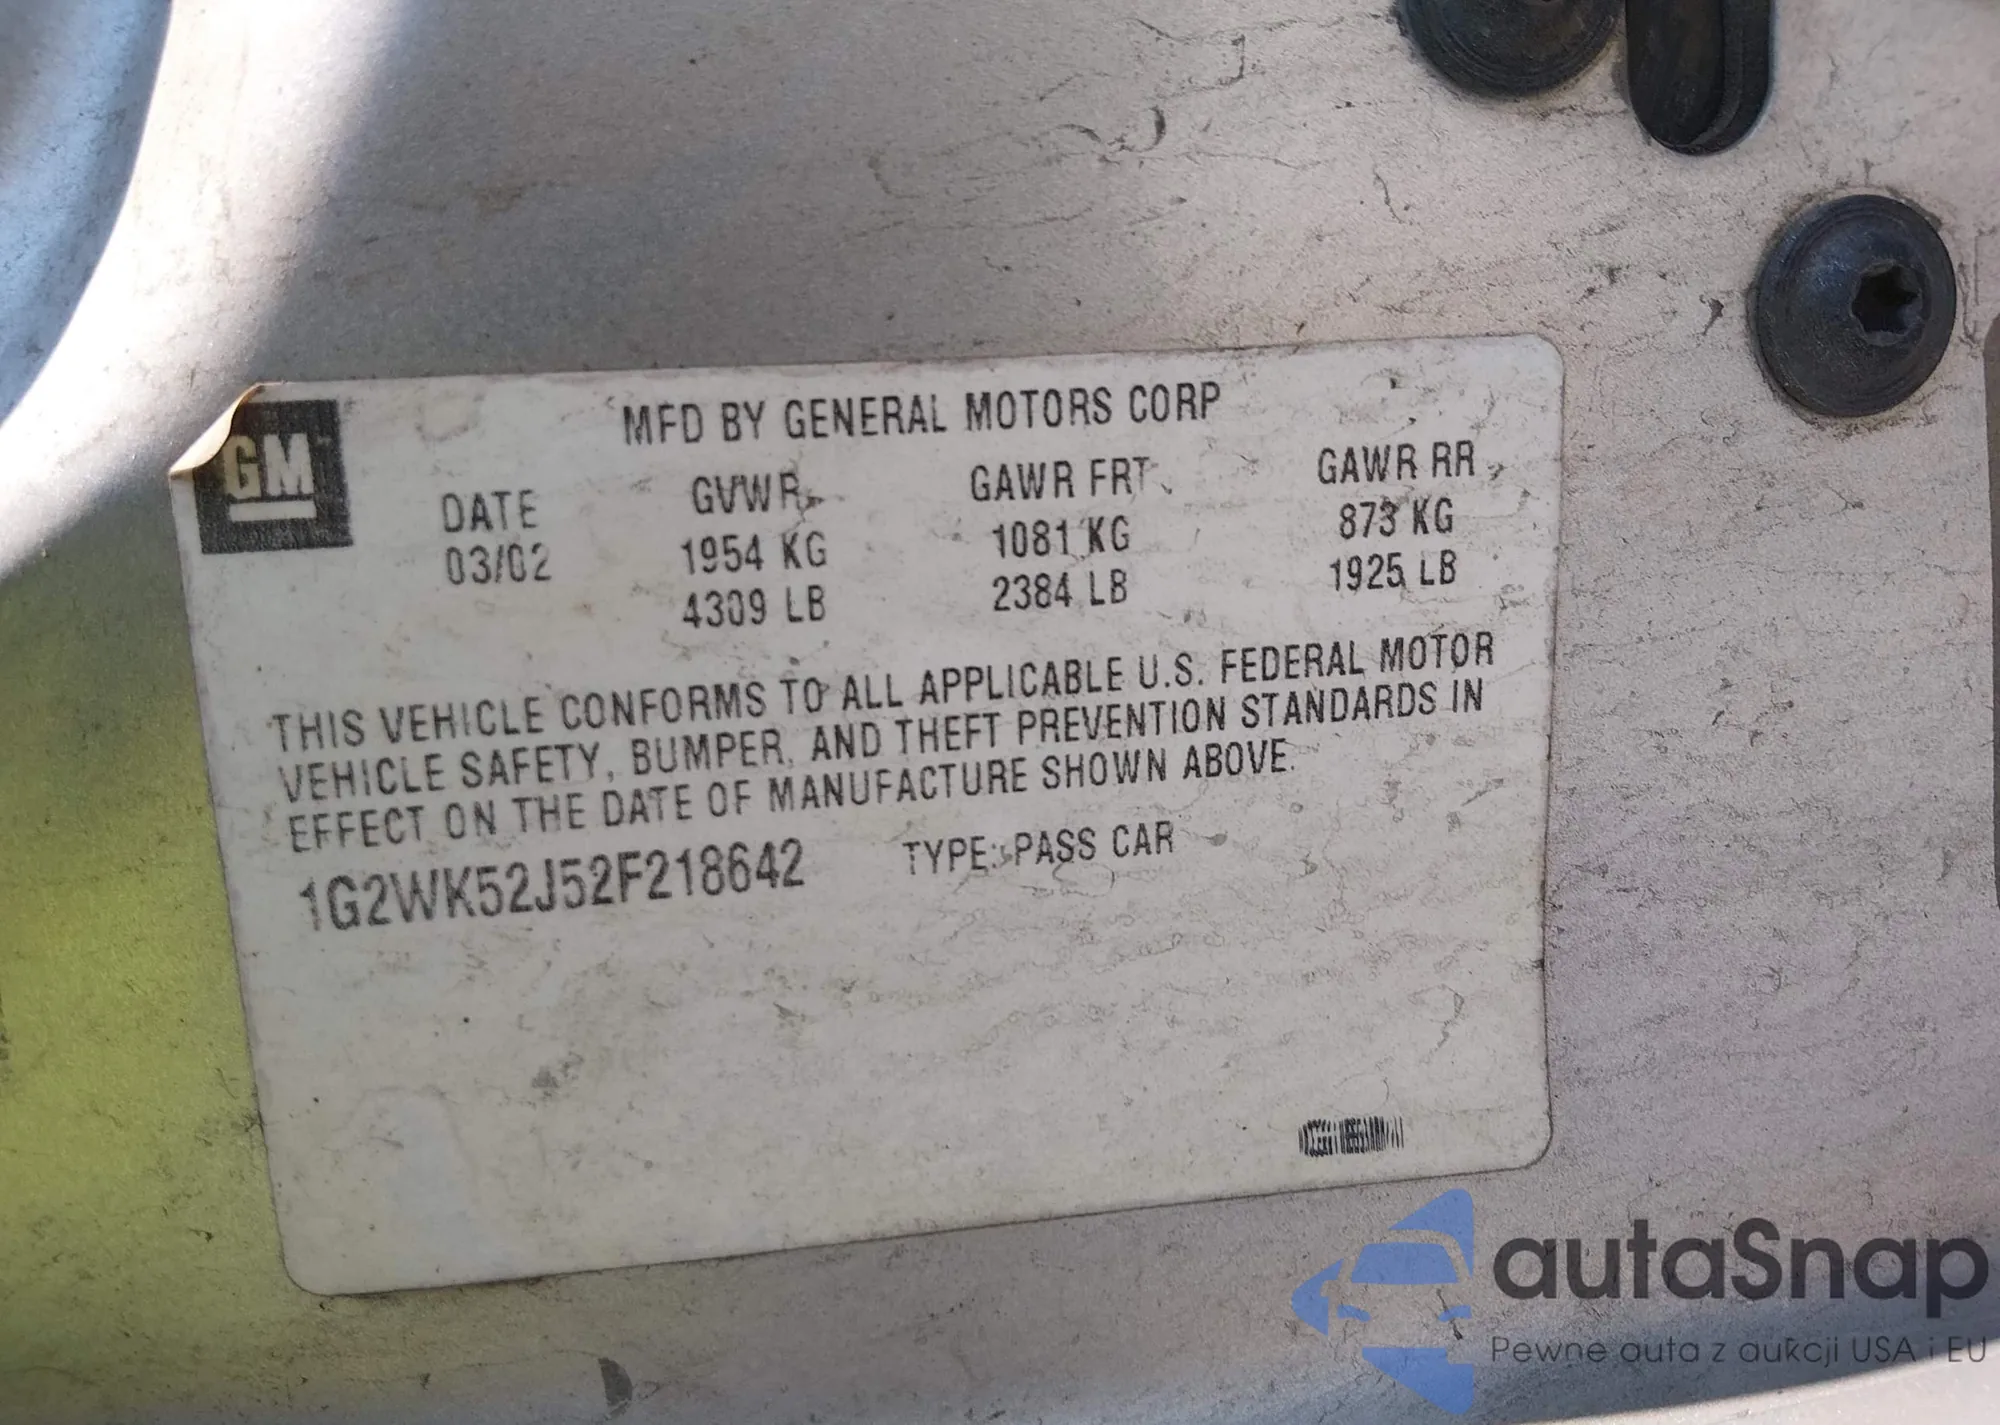 GM
MFD BY GENERAL MOTORS CORP
DATE GVWR GAWR FRT GAWR RR
03/02 1954 KG 1081 KG 873 KG
4309 LB 2384 LB 1925 LB
THIS VEHICLE CONFORMS TO ALL APPLICABLE U.S. FEDERAL MOTOR
VEHICLE SAFETY, BUMPER, AND THEFT PREVENTION STANDARDS IN
EFFECT ON THE DATE OF MANUFACTURE SHOWN ABOVE.
1G2WK52J52F218642 TYPE: PASS CAR
autaSnap
Pewne auta z aukcji USA i EU